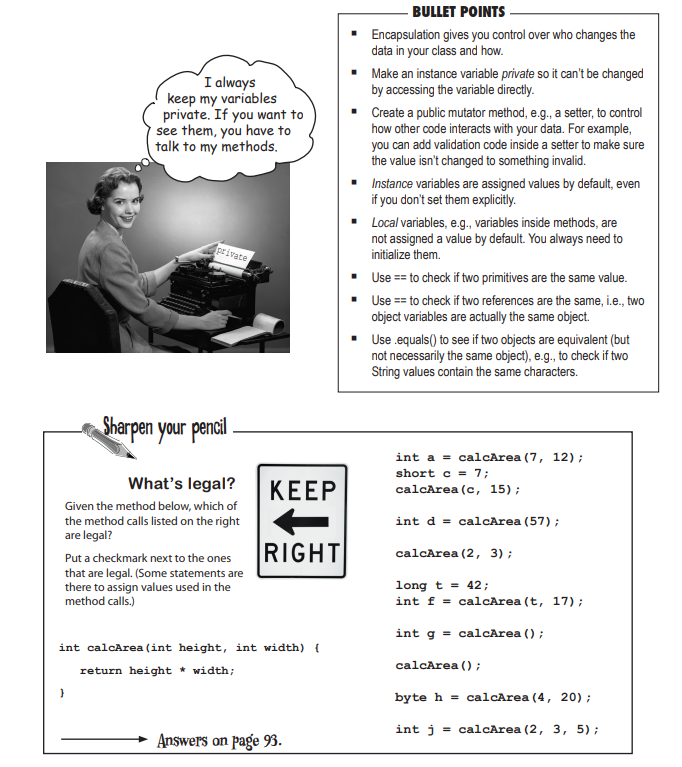 BULLET POINTS
▪ Encapsulation gives you control over who changes the
data in your class and how.
▪ Make an instance variable private so it can't be changed
by accessing the variable directly.
▪ Create a public mutator method, e.g., a setter, to control
how other code interacts with your data. For example,
you can add validation code inside a setter to make sure
the value isn't changed to something invalid.
▪ Instance variables are assigned values by default, even
if you don't set them explicitly.
▪ Local variables, e.g., variables inside methods, are
not assigned a value by default. You always need to
initialize them.
▪ Use == to check if two primitives are the same value.
▪ Use == to check if two references are the same, i.e., two
object variables are actually the same object.
▪ Use .equals() to see if two objects are equivalent (but
not necessarily the same object), e.g., to check if two
String values contain the same characters.
I always
keep my variables
private. If you want to
see them, you have to
talk to my methods.
private
Sharpen your pencil
What's legal?
Given the method below, which of
the method calls listed on the right
are legal?
Put a checkmark next to the ones
that are legal. (Some statements are
there to assign values used in the
method calls.)
KEEP
RIGHT
int calcArea(int height, int width) {
return height * width;
}
Answers on page 93.
int a = calcArea(7, 12);
short c = 7;
calcArea(c, 15);
int d = calcArea(57);
calcArea(2, 3);
long t = 42;
int f = calcArea(t, 17);
int g = calcArea();
calcArea();
byte h = calcArea(4, 20);
int j = calcArea(2, 3, 5);